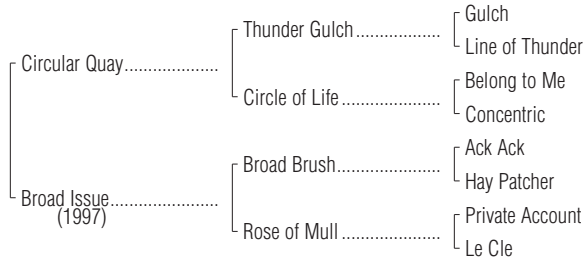 Gulch
Thunder Gulch...................
Line of Thunder
Circular Quay.....................
Belong to Me
Circle of Life......................
Concentric
Ack Ack
Broad Brush.......................
Hay Patcher
Broad Issue........................
(1997)
Private Account
Rose of Mull ......................
Le Cle